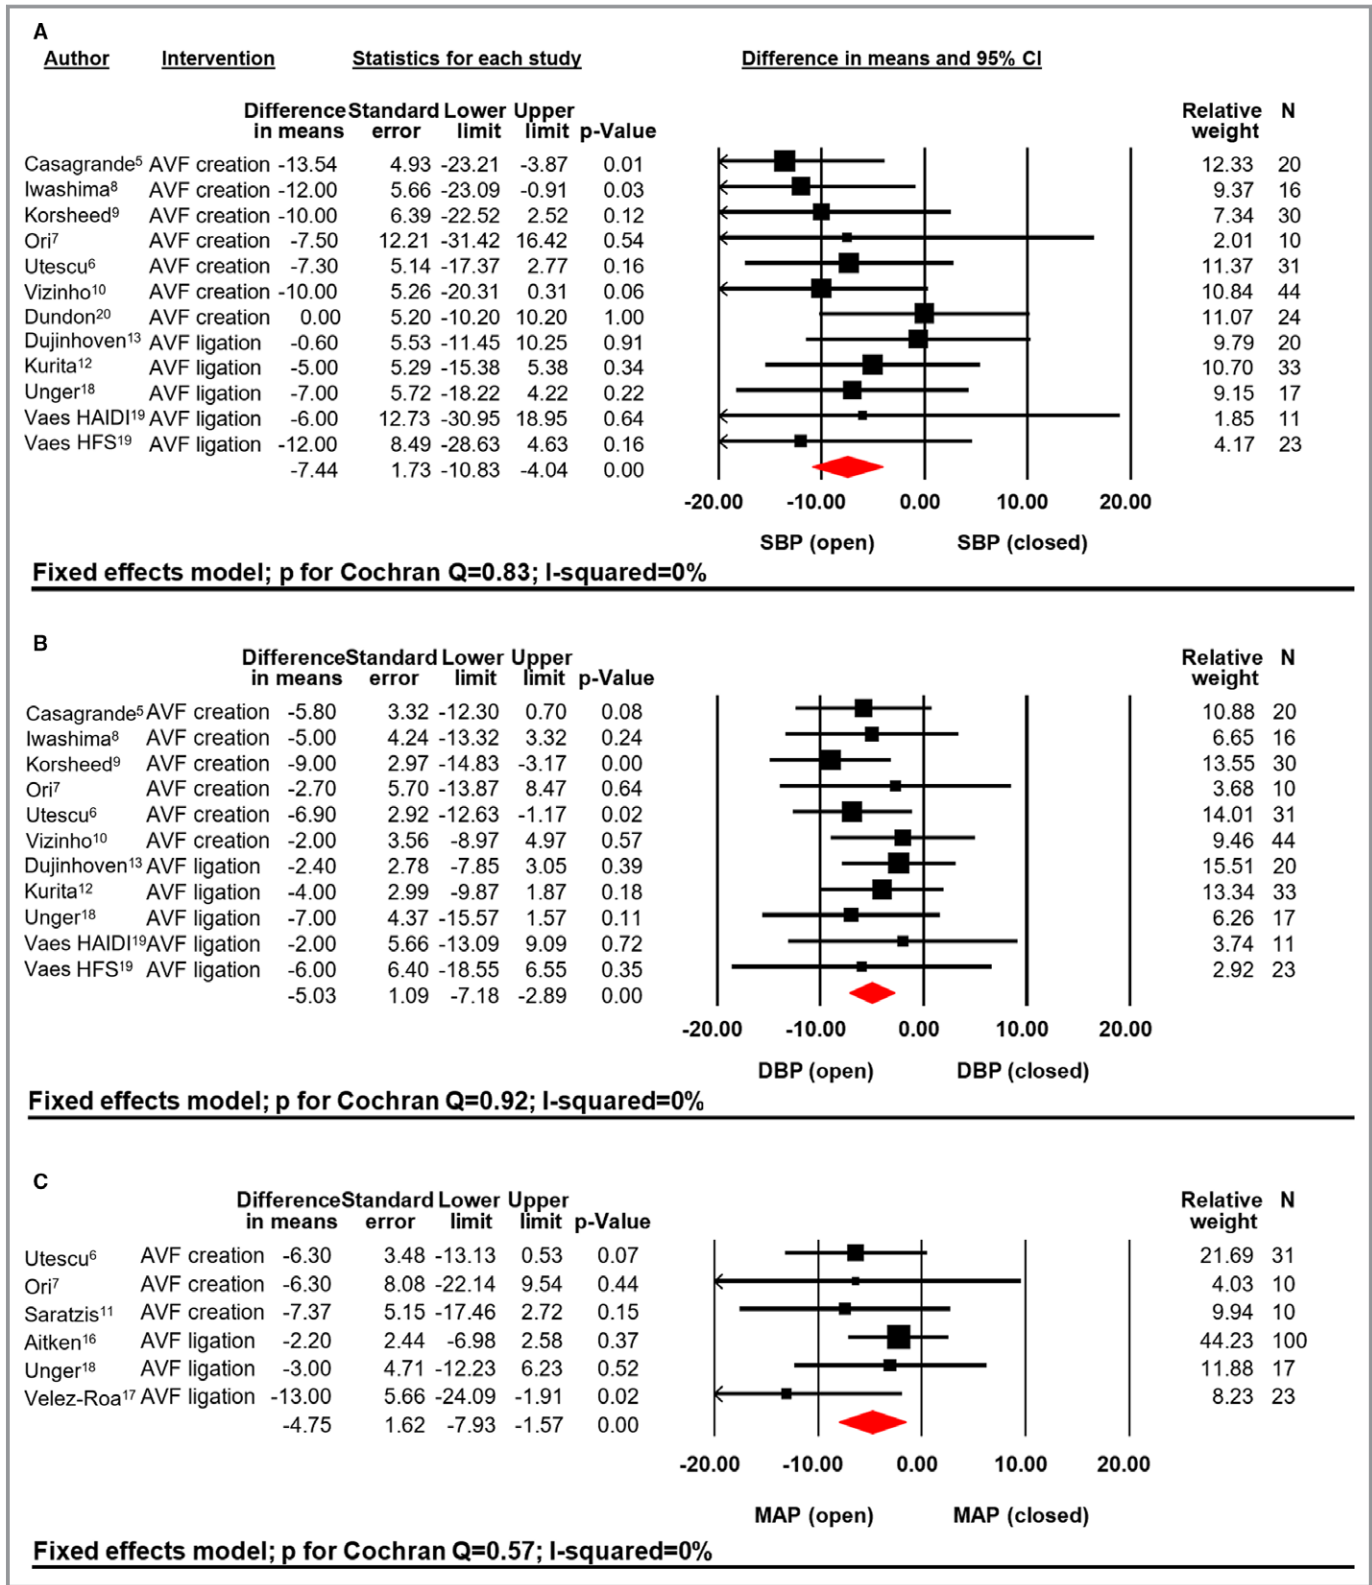 A
Author Intervention Statistics for each study Difference in means and 95% CI
Difference Standard Lower Upper Relative N
in means error limit limit p-Value weight
Casagrande⁵ AVF creation -13.54 4.93 -23.21 -3.87 0.01 12.33 20
Iwashima⁸ AVF creation -12.00 5.66 -23.09 -0.91 0.03 9.37 16
Korsheed⁹ AVF creation -10.00 6.39 -22.52 2.52 0.12 7.34 30
Ori⁷ AVF creation -7.50 12.21 -31.42 16.42 0.54 2.01 10
Utescu⁶ AVF creation -7.30 5.14 -17.37 2.77 0.16 11.37 31
Vizinho¹⁰ AVF creation -10.00 5.26 -20.31 0.31 0.06 10.84 44
Dundon²⁰ AVF creation 0.00 5.20 -10.20 10.20 1.00 11.07 24
Dujinhoven¹³ AVF ligation -0.60 5.53 -11.45 10.25 0.91 9.79 20
Kurita¹² AVF ligation -5.00 5.29 -15.38 5.38 0.34 10.70 33
Unger¹⁸ AVF ligation -7.00 5.72 -18.22 4.22 0.22 9.15 17
Vaes HAIDI¹⁹ AVF ligation -6.00 12.73 -30.95 18.95 0.64 1.85 11
Vaes HFS¹⁹ AVF ligation -12.00 8.49 -28.63 4.63 0.16 4.17 23
-7.44 1.73 -10.83 -4.04 0.00
-20.00 -10.00 0.00 10.00 20.00
SBP (open) SBP (closed)
Fixed effects model; p for Cochran Q=0.83; I-squared=0%
B
Difference Standard Lower Upper Relative N
in means error limit limit p-Value weight
Casagrande⁵ AVF creation -5.80 3.32 -12.30 0.70 0.08 10.88 20
Iwashima⁸ AVF creation -5.00 4.24 -13.32 3.32 0.24 6.65 16
Korsheed⁹ AVF creation -9.00 2.97 -14.83 -3.17 0.00 13.55 30
Ori⁷ AVF creation -2.70 5.70 -13.87 8.47 0.64 3.68 10
Utescu⁶ AVF creation -6.90 2.92 -12.63 -1.17 0.02 14.01 31
Vizinho¹⁰ AVF creation -2.00 3.56 -8.97 4.97 0.57 9.46 44
Dujinhoven¹³ AVF ligation -2.40 2.78 -7.85 3.05 0.39 15.51 20
Kurita¹² AVF ligation -4.00 2.99 -9.87 1.87 0.18 13.34 33
Unger¹⁸ AVF ligation -7.00 4.37 -15.57 1.57 0.11 6.26 17
Vaes HAIDI¹⁹ AVF ligation -2.00 5.66 -13.09 9.09 0.72 3.74 11
Vaes HFS¹⁹ AVF ligation -6.00 6.40 -18.55 6.55 0.35 2.92 23
-5.03 1.09 -7.18 -2.89 0.00
-20.00 -10.00 0.00 10.00 20.00
DBP (open) DBP (closed)
Fixed effects model; p for Cochran Q=0.92; I-squared=0%
C
Difference Standard Lower Upper Relative N
in means error limit limit p-Value weight
Utescu⁶ AVF creation -6.30 3.48 -13.13 0.53 0.07 21.69 31
Ori⁷ AVF creation -6.30 8.08 -22.14 9.54 0.44 4.03 10
Saratzis¹¹ AVF creation -7.37 5.15 -17.46 2.72 0.15 9.94 10
Aitken¹⁶ AVF ligation -2.20 2.44 -6.98 2.58 0.37 44.23 100
Unger¹⁸ AVF ligation -3.00 4.71 -12.23 6.23 0.52 11.88 17
Velez-Roa¹⁷ AVF ligation -13.00 5.66 -24.09 -1.91 0.02 8.23 23
-4.75 1.62 -7.93 -1.57 0.00
-20.00 -10.00 0.00 10.00 20.00
MAP (open) MAP (closed)
Fixed effects model; p for Cochran Q=0.57; I-squared=0%